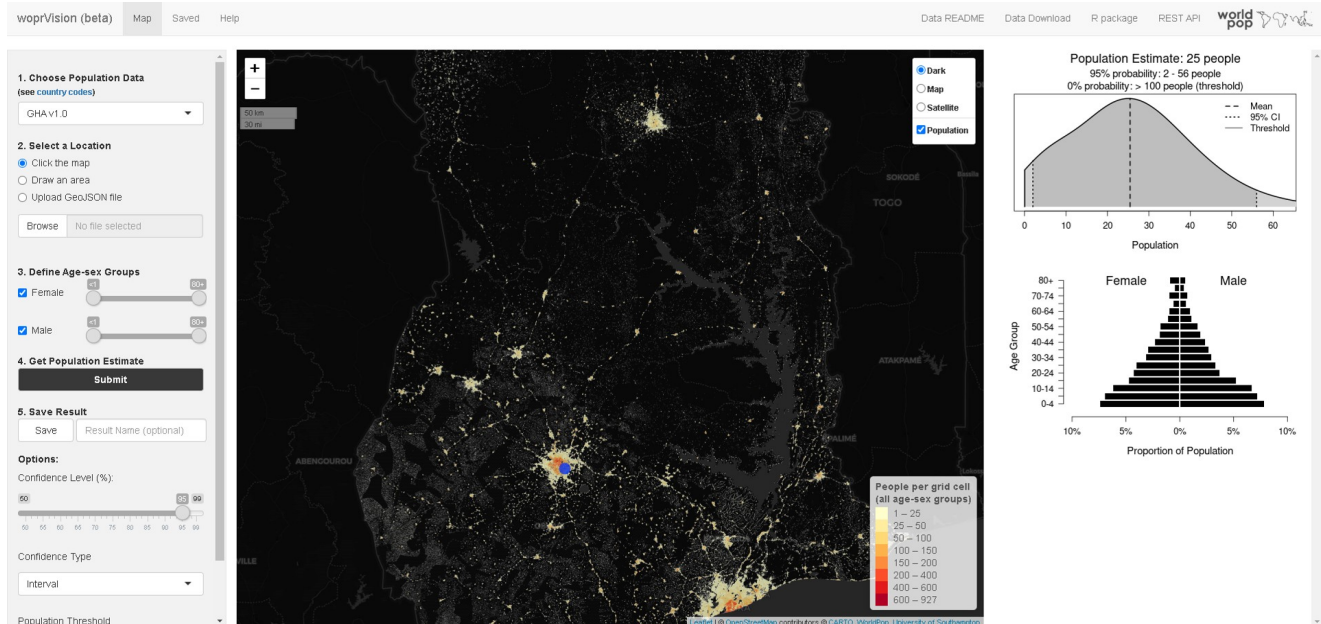 woprVision (beta) Map Saved Help Data README Data Download R package REST API world pop
1. Choose Population Data
(see country codes)
GHA v1.0
2. Select a Location
Click the map
Draw an area
Upload GeoJSON file
Browse No file selected
3. Define Age-sex Groups
<1 80+
Female
<1 80+
Male
4. Get Population Estimate
Submit
5. Save Result
Save Result Name (optional)
Options:
Confidence Level (%):
50 95 99
50 55 60 65 70 75 80 85 90 95 99
Confidence Type
Interval
Population Threshold
+
−
50 km
30 mi
Dark
Map
Satellite
Population
SOKODÉ
TOGO
ATAKPAMÉ
ABENGOUROU
People per grid cell
(all age-sex groups)
1 – 25
25 – 50
50 – 100
100 – 150
150 – 200
200 – 400
400 – 600
600 – 927
Leaflet | © OpenStreetMap contributors © CARTO, WorldPop, University of Southampton
Population Estimate: 25 people
95% probability: 2 - 56 people
0% probability: > 100 people (threshold)
Mean
95% CI
Threshold
0 10 20 30 40 50 60
Population
Female Male
80+
70-74
60-64
50-54
40-44
30-34
20-24
10-14
0-4
Age Group
10% 5% 0% 5% 10%
Proportion of Population